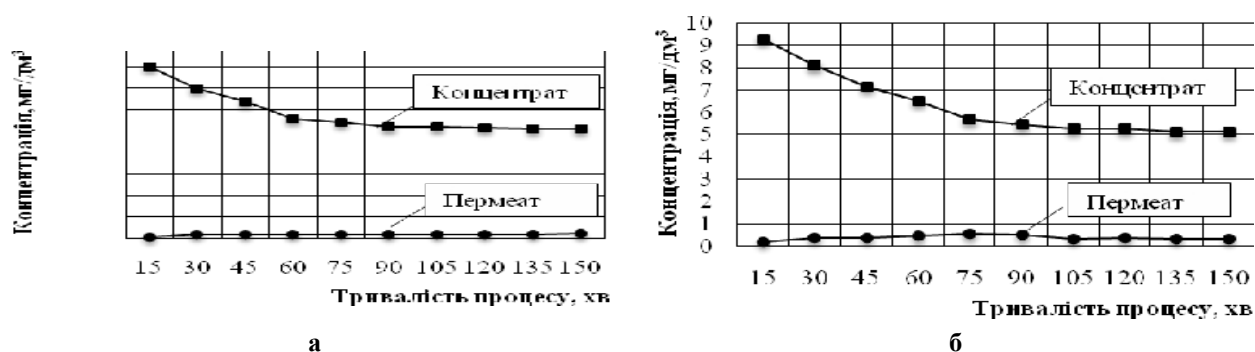 Концентрація, мг/дм³
Концентрат
Пермеат
15 30 45 60 75 90 105 120 135 150
Тривалість процесу, хв
а
Концентрація, мг/дм³
10
9
8
7
6
5
4
3
2
1
0
Концентрат
Пермеат
15 30 45 60 75 90 105 120 135 150
Тривалість процесу, хв
б